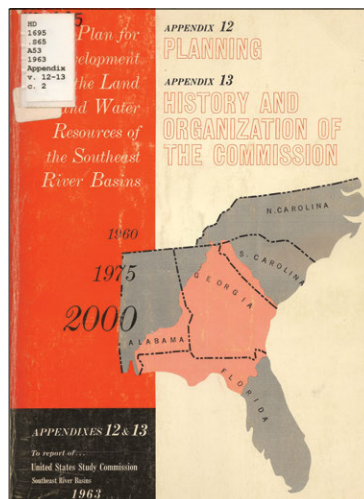 HD
1695
.S65
A53
1963
Appendix
v. 12-13
c. 2
Plan for
velopment
the Land
nd Water
Resources of
the Southeast
River Basins
1960
1975
2000
APPENDIXES 12 & 13
To report of...
United States Study Commission
Southeast River Basins
1963
APPENDIX 12
PLANNING
APPENDIX 13
HISTORY AND
ORGANIZATION OF
THE COMMISSION
N. CAROLINA
S. CAROLINA
GEORGIA
ALABAMA
FLORIDA